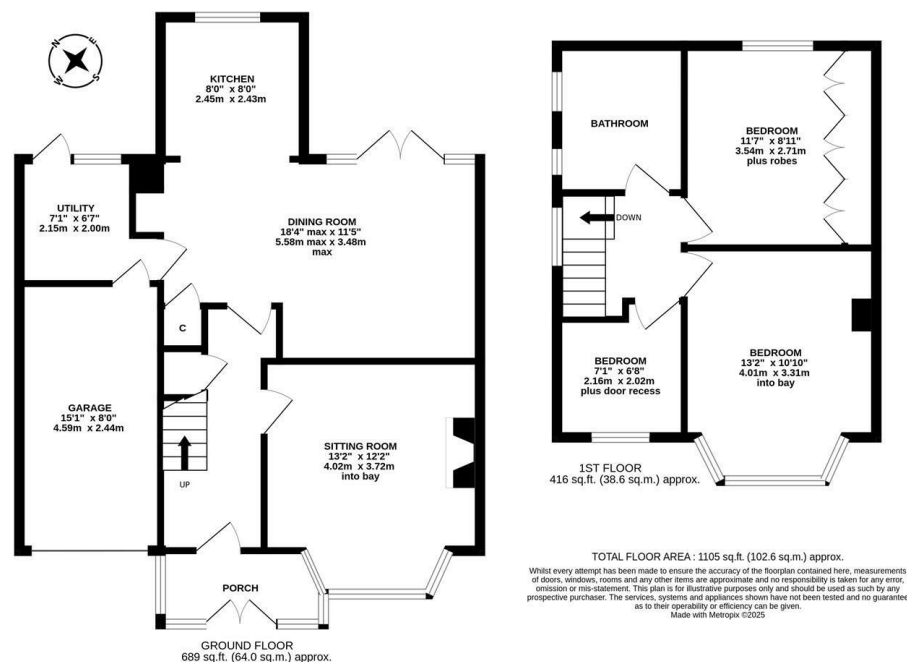 N
E
S
W
KITCHEN
8'0" x 8'0"
2.45m x 2.43m
UTILITY
7'1" x 6'7"
2.15m x 2.00m
DINING ROOM
18'4" max x 11'5"
5.58m max x 3.48m
max
C
GARAGE
15'1" x 8'0"
4.59m x 2.44m
UP
SITTING ROOM
13'2" x 12'2"
4.02m x 3.72m
into bay
PORCH
GROUND FLOOR
689 sq.ft. (64.0 sq.m.) approx.
BATHROOM
BEDROOM
11'7" x 8'11"
3.54m x 2.71m
plus robes
DOWN
BEDROOM
7'1" x 6'8"
2.16m x 2.02m
plus door recess
BEDROOM
13'2" x 10'10"
4.01m x 3.31m
into bay
1ST FLOOR
416 sq.ft. (38.6 sq.m.) approx.
TOTAL FLOOR AREA : 1105 sq.ft. (102.6 sq.m.) approx.
Whilst every attempt has been made to ensure the accuracy of the floorplan contained here, measurements
of doors, windows, rooms and any other items are approximate and no responsibility is taken for any error,
omission or mis-statement. This plan is for illustrative purposes only and should be used as such by any
prospective purchaser. The services, systems and appliances shown have not been tested and no guarantee
as to their operability or efficiency can be given.
Made with Metropix ©2025